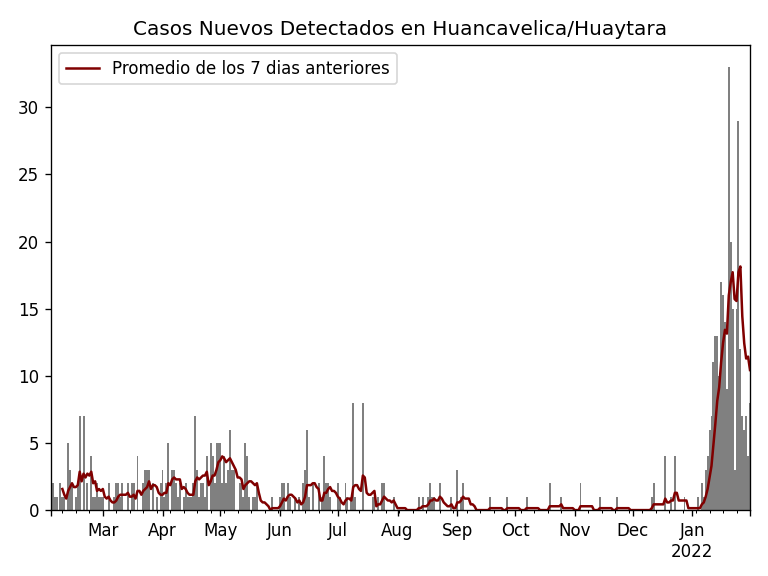 Casos Nuevos Detectados en Huancavelica/Huaytara
Promedio de los 7 dias anteriores
30
25
20
15
10
5
0
Mar Apr May Jun Jul Aug Sep Oct Nov Dec Jan
2022